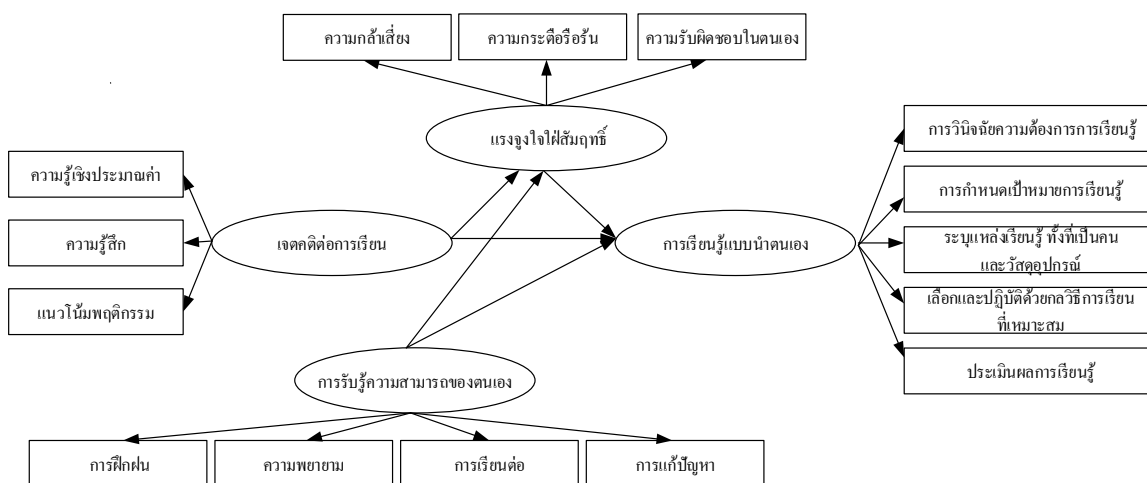 ความกล้าเสี่ยง
ความกระตือรือร้น
ความรับผิดชอบในตนเอง
แรงจูงใจใฝ่สัมฤทธิ์
การวินิจฉัยความต้องการการเรียนรู้
ความรู้เชิงประมาณค่า
การกำหนดเป้าหมายการเรียนรู้
ความรู้สึก
เจตคติต่อการเรียน
การเรียนรู้แบบนำตนเอง
ระบุแหล่งเรียนรู้ ทั้งที่เป็นคน
และวัสดุอุปกรณ์
แนวโน้มพฤติกรรม
เลือกและปฏิบัติด้วยกลวิธีการเรียน
ที่เหมาะสม
การรับรู้ความสามารถของตนเอง
ประเมินผลการเรียนรู้
การฝึกฝน
ความพยายาม
การเรียนต่อ
การแก้ปัญหา